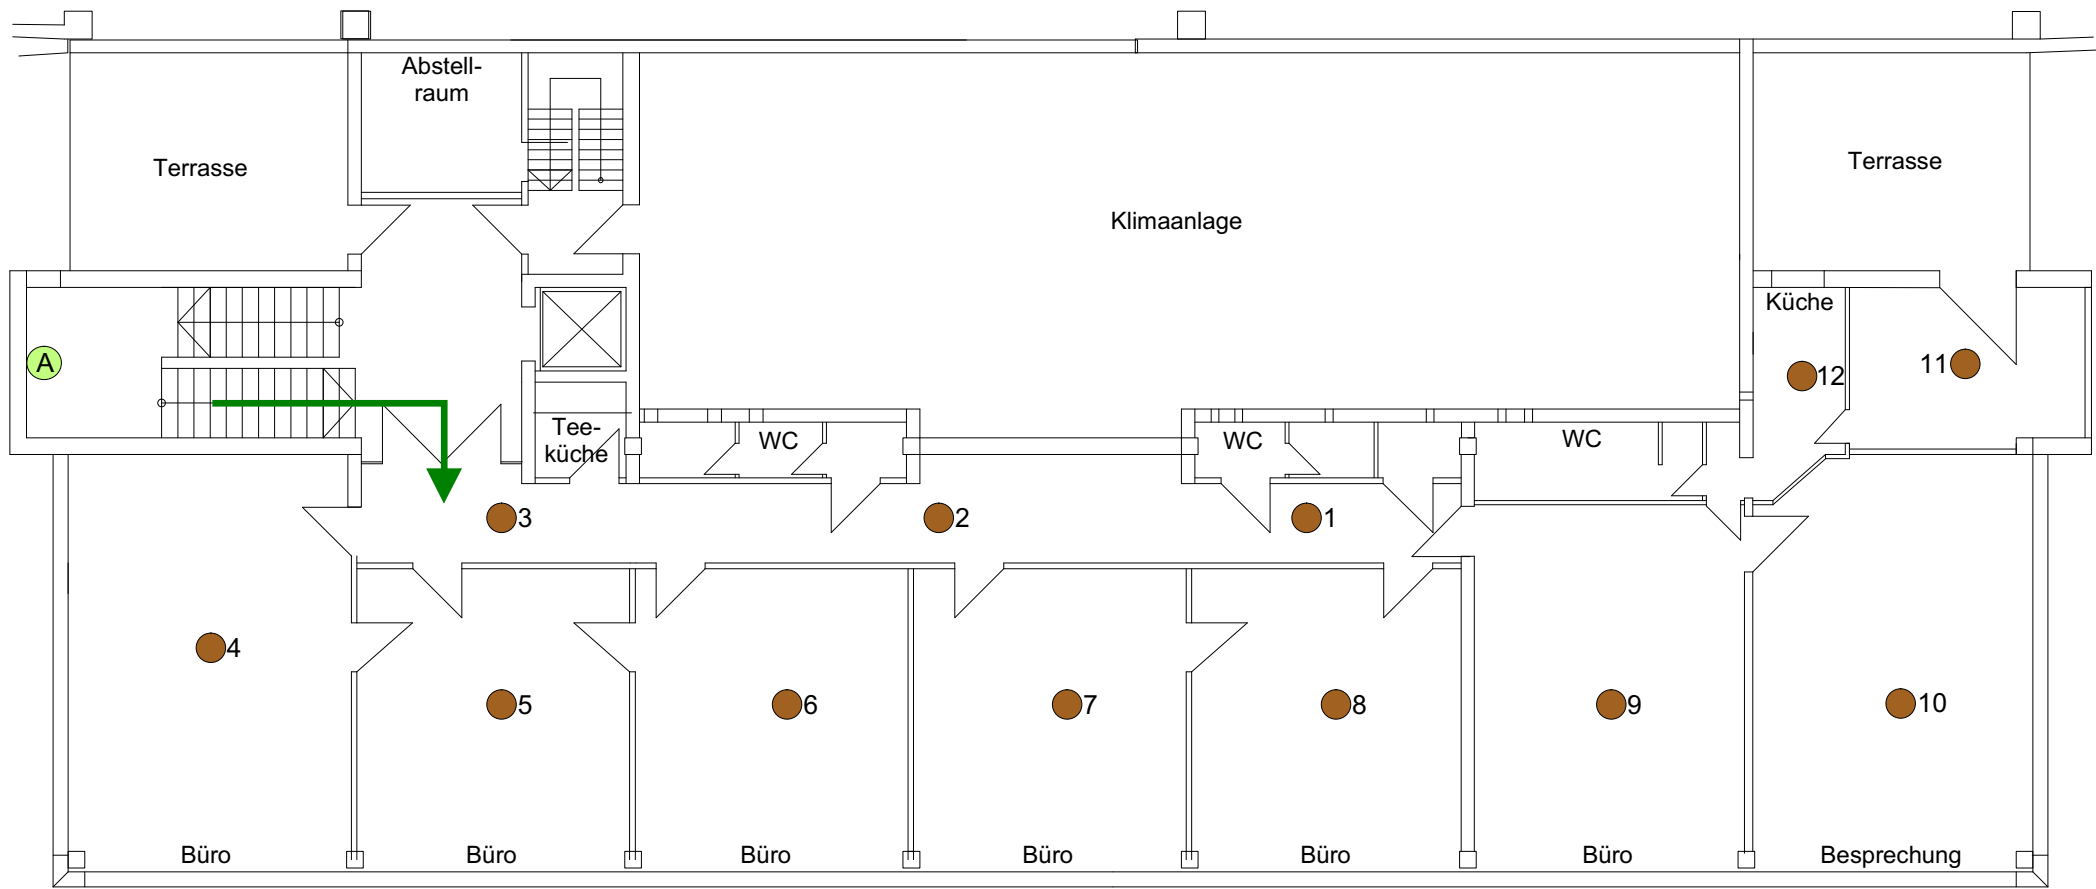 Abstell-
raum
Terrasse
Terrasse
Klimaanlage
Küche
A
11
12
Tee-
küche
WC
WC
WC
3
2
1
4
5
6
7
8
9
10
Büro
Büro
Büro
Büro
Büro
Büro
Besprechung